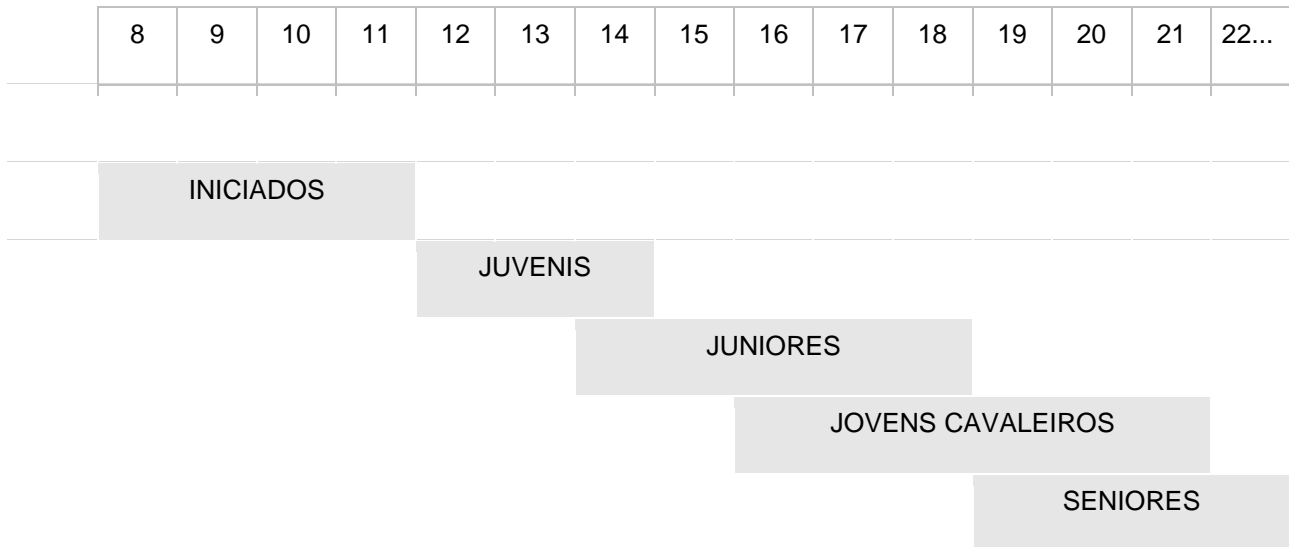 8 9 10 11 12 13 14 15 16 17 18 19 20 21 22...
INICIADOS
JUVENIS
JUNIORES
JOVENS CAVALEIROS
SENIORES